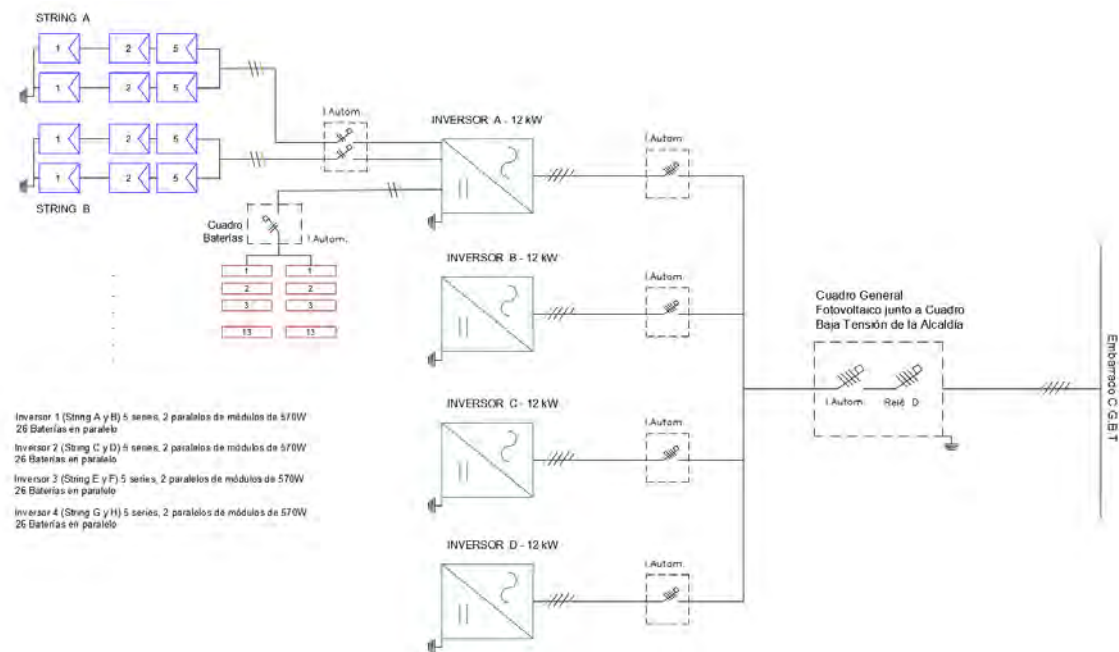 STRING A
1 2 5
1 2 5
I.Autom.
INVERSOR A - 12 kW
I.Autom.
1 2 5
1 2 5
STRING B
Cuadro
Baterías
I.Autom.
1 1
2 2
3 3
13 13
INVERSOR B - 12 kW
I.Autom.
Cuadro General
Fotovoltaico junto a Cuadro
Baja Tensión de la Alcaldía
I.Autom. Relé D
Embarrado C.G.B.T
INVERSOR C - 12 kW
I.Autom.
Inversor 1 (String A y B) 5 series, 2 paralelos de módulos de 570W
26 Baterías en paralelo
Inversor 2 (String C y D) 5 series, 2 paralelos de módulos de 570W
26 Baterías en paralelo
Inversor 3 (String E y F) 5 series, 2 paralelos de módulos de 570W
26 Baterías en paralelo
Inversor 4 (String G y H) 5 series, 2 paralelos de módulos de 570W
26 Baterías en paralelo
INVERSOR D - 12 kW
I.Autom.